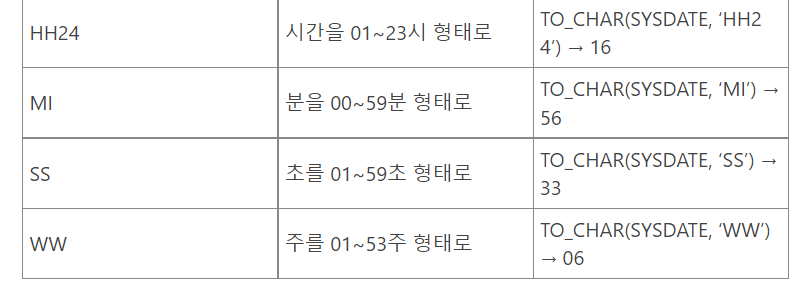 HH24
시간을 01~23시 형태로
TO_CHAR(SYSDATE, ‘HH2
4’) → 16
MI
분을 00~59분 형태로
TO_CHAR(SYSDATE, ‘MI’) →
56
SS
초를 01~59초 형태로
TO_CHAR(SYSDATE, ‘SS’) →
33
WW
주를 01~53주 형태로
TO_CHAR(SYSDATE, ‘WW’)
→ 06